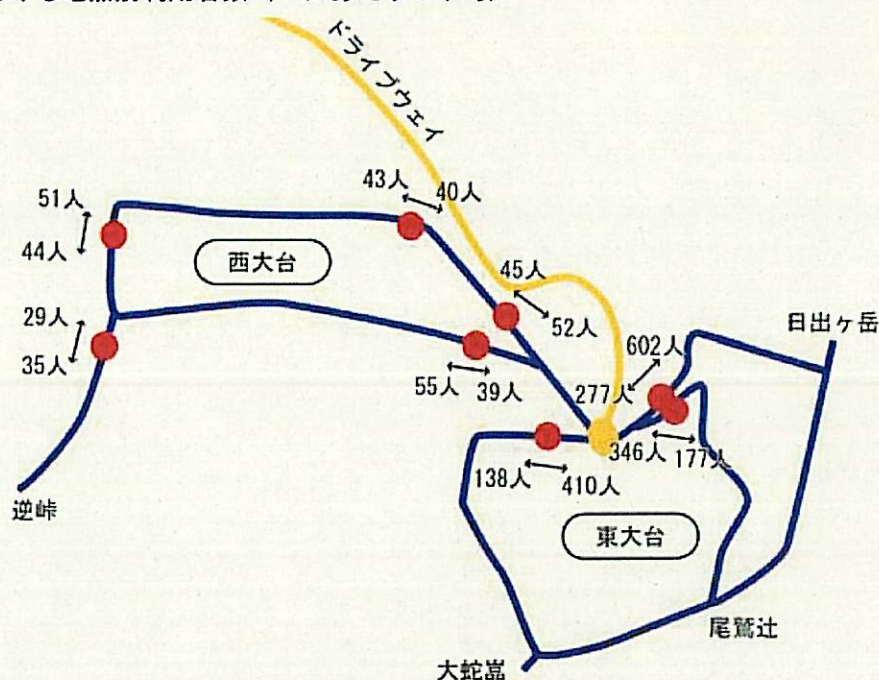 ドライブウェイ
51人
43人
40人
44人
西大台
45人
29人
52人
日出ヶ岳
602人
35人
55人
39人
277人
346人
177人
138人
410人
逆峠
東大台
尾鷲辻
大蛇嵓